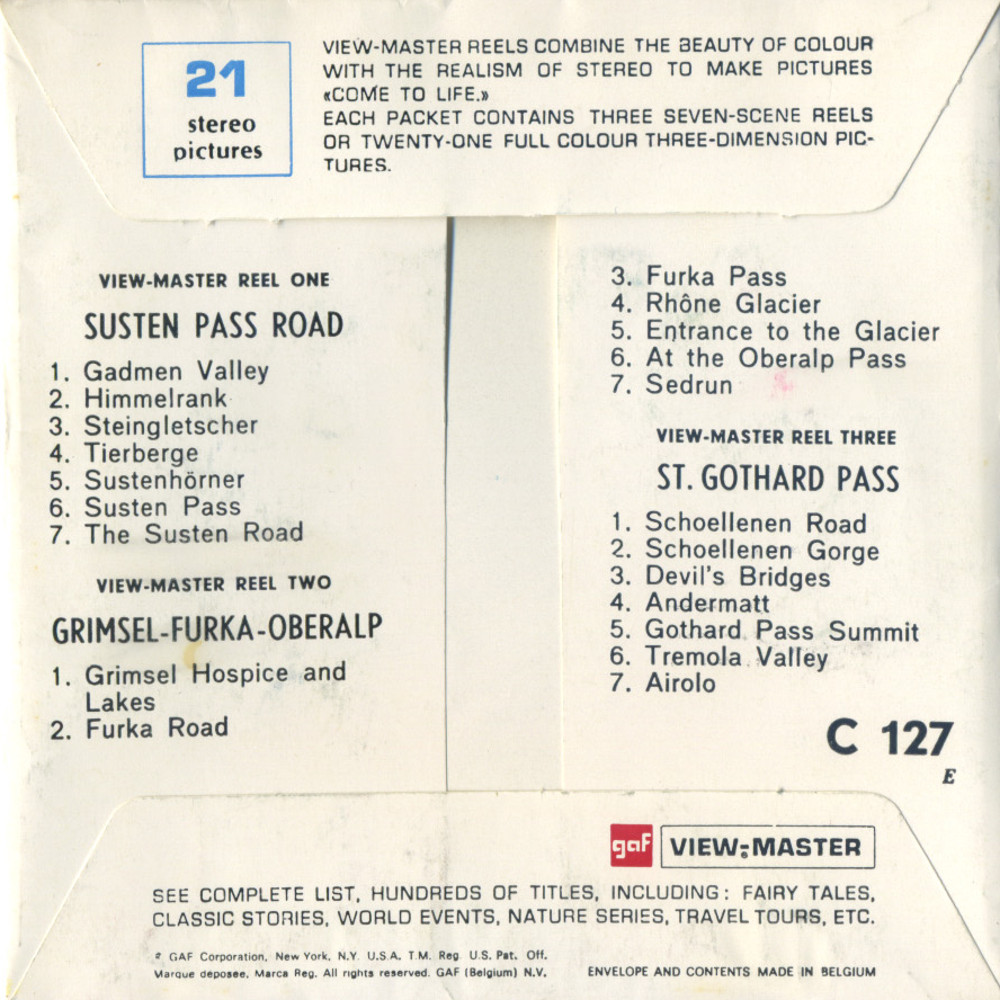 21
stereo
pictures
VIEW-MASTER REELS COMBINE THE BEAUTY OF COLOUR
WITH THE REALISM OF STEREO TO MAKE PICTURES
«COME TO LIFE.»
EACH PACKET CONTAINS THREE SEVEN-SCENE REELS
OR TWENTY-ONE FULL COLOUR THREE-DIMENSION PIC-
TURES.
VIEW-MASTER REEL ONE
SUSTEN PASS ROAD
1. Gadmen Valley
2. Himmelrank
3. Steingletscher
4. Tierberge
5. Sustenhörner
6. Susten Pass
7. The Susten Road
VIEW-MASTER REEL TWO
GRIMSEL-FURKA-OBERALP
1. Grimsel Hospice and
Lakes
2. Furka Road
3. Furka Pass
4. Rhône Glacier
5. Entrance to the Glacier
6. At the Oberalp Pass
7. Sedrun
VIEW-MASTER REEL THREE
ST. GOTHARD PASS
1. Schoellenen Road
2. Schoellenen Gorge
3. Devil's Bridges
4. Andermatt
5. Gothard Pass Summit
6. Tremola Valley
7. Airolo
C 127
E
gaf VIEW-MASTER
SEE COMPLETE LIST, HUNDREDS OF TITLES, INCLUDING: FAIRY TALES,
CLASSIC STORIES, WORLD EVENTS, NATURE SERIES, TRAVEL TOURS, ETC.
GAF Corporation, New York, N.Y. U.S.A. T.M. Reg. U.S. Pat. Off.
Marque deposee, Marca Reg. All rights reserved. GAF (Belgium) N.V.
ENVELOPE AND CONTENTS MADE IN BELGIUM